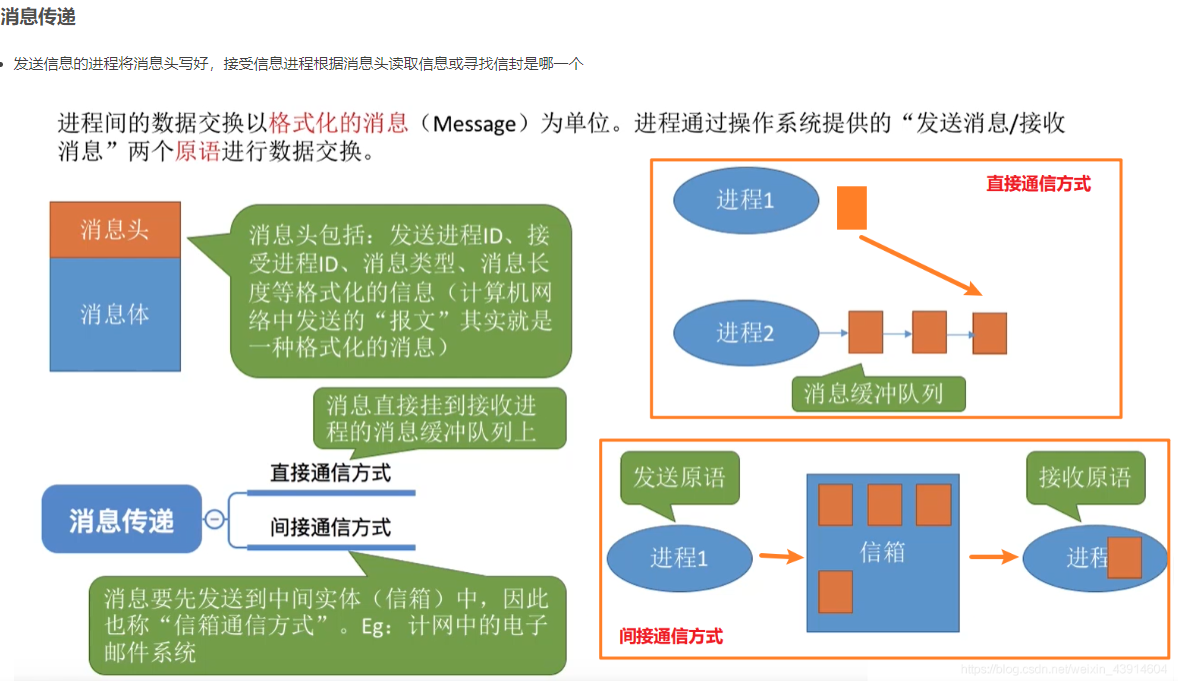 消息传递
发送信息的进程将消息头写好，接受信息进程根据消息头读取信息或寻找信封是哪一个
进程间的数据交换以格式化的消息（Message）为单位。进程通过操作系统提供的“发送消息/接收
消息”两个原语进行数据交换。
消息头
消息体
消息头包括：发送进程ID、接
受进程ID、消息类型、消息长
度等格式化的信息（计算机网
络中发送的“报文”其实就是
一种格式化的消息）
直接通信方式
进程1
进程2
消息缓冲队列
消息直接挂到接收进
程的消息缓冲队列上
直接通信方式
消息传递
间接通信方式
消息要先发送到中间实体（信箱）中，因此
也称“信箱通信方式”。Eg：计网中的电子
邮件系统
发送原语
接收原语
进程1
信箱
进程
间接通信方式
https://blog.csdn.net/weixin_43914604